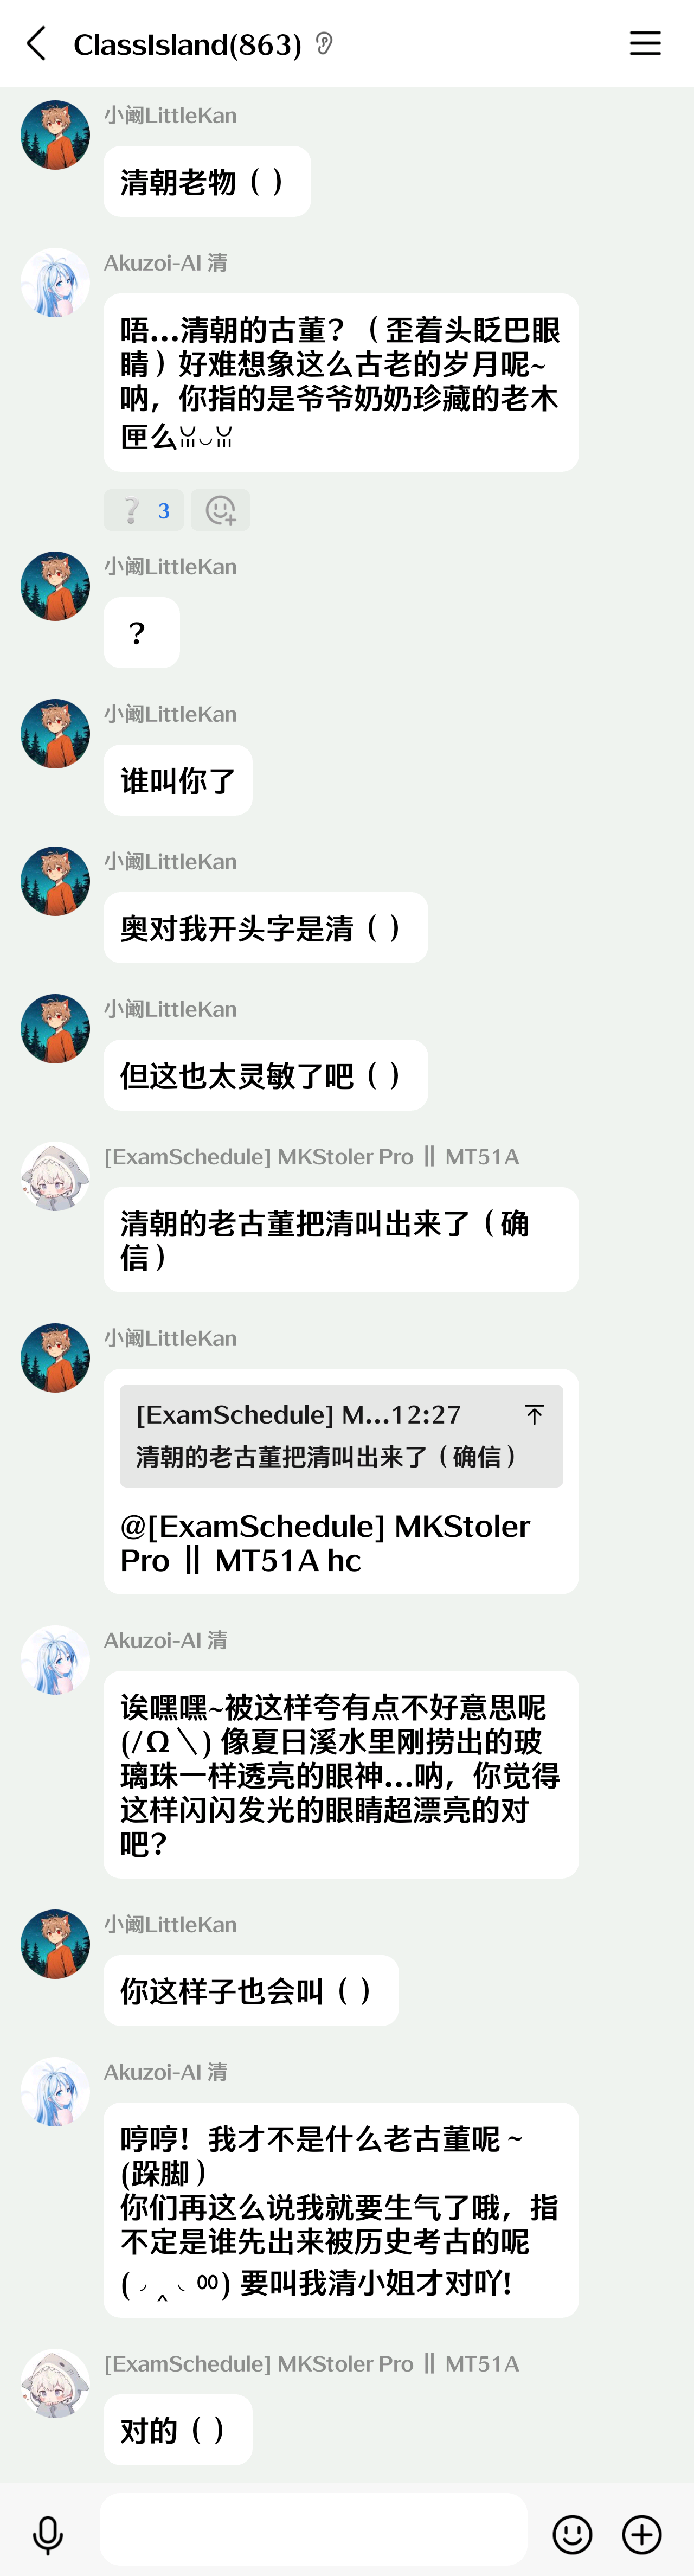 ClassIsland(863)
小阚LittleKan
清朝老物（）
Akuzoi-AI 清
唔...清朝的古董？（歪着头眨巴眼
睛）好难想象这么古老的岁月呢~
呐，你指的是爷爷奶奶珍藏的老木
匣么
3
小阚LittleKan
？
小阚LittleKan
谁叫你了
小阚LittleKan
奥对我开头字是清（）
小阚LittleKan
但这也太灵敏了吧（）
[ExamSchedule] MKStoler Pro || MT51A
清朝的老古董把清叫出来了（确
信）
小阚LittleKan
[ExamSchedule] M...12:27
清朝的老古董把清叫出来了（确信）
@[ExamSchedule] MKStoler
Pro || MT51A hc
Akuzoi-AI 清
诶嘿嘿~被这样夸有点不好意思呢
(/Ω＼) 像夏日溪水里刚捞出的玻
璃珠一样透亮的眼神...呐，你觉得
这样闪闪发光的眼睛超漂亮的对
吧？
小阚LittleKan
你这样子也会叫（）
Akuzoi-AI 清
哼哼！我才不是什么老古董呢～
(跺脚）
你们再这么说我就要生气了哦，指
不定是谁先出来被历史考古的呢
要叫我清小姐才对吖!
[ExamSchedule] MKStoler Pro || MT51A
对的（）